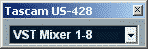 Tascam US-428
VST Mixer 1-8